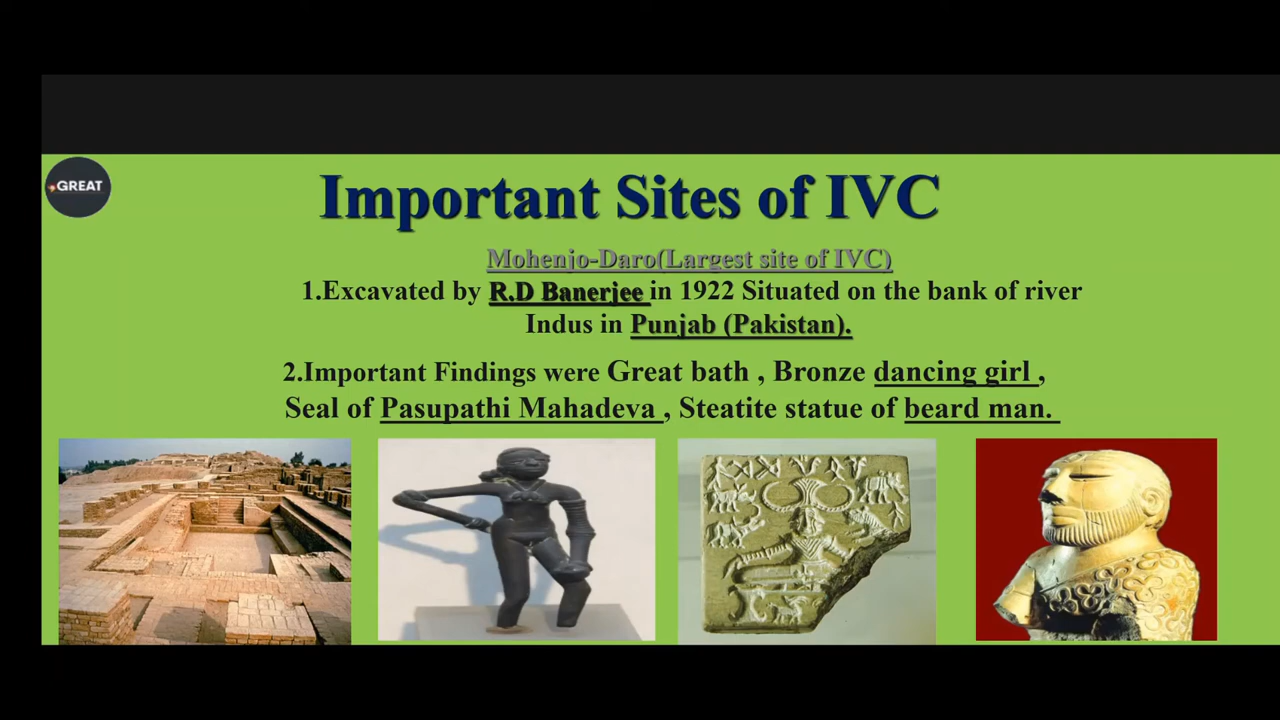 GREAT
Important Sites of IVC
Mohenjo-Daro(Largest site of IVC)
1.Excavated by R.D Banerjee in 1922 Situated on the bank of river
Indus in Punjab (Pakistan).
2.Important Findings were Great bath , Bronze dancing girl ,
Seal of Pasupathi Mahadeva , Steatite statue of beard man.